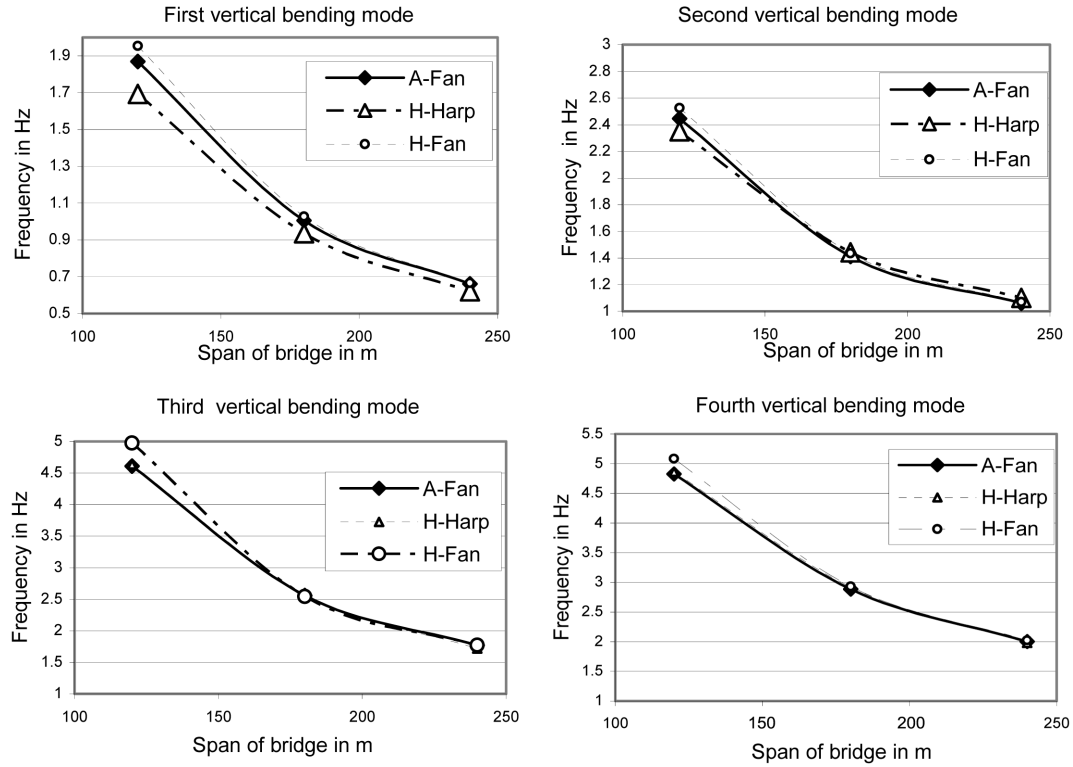 First vertical bending mode
1.9
1.7
1.5
1.3
1.1
0.9
0.7
0.5
Frequency in Hz
A-Fan
H-Harp
H-Fan
100 150 200 250
Span of bridge in m
Second vertical bending mode
3
2.8
2.6
2.4
2.2
2
1.8
1.6
1.4
1.2
1
Frequency in Hz
A-Fan
H-Harp
H-Fan
100 150 200 250
Span of bridge in m
Third vertical bending mode
5
4.5
4
3.5
3
2.5
2
1.5
1
Frequency in Hz
A-Fan
H-Harp
H-Fan
100 150 200 250
Span of bridge in m
Fourth vertical bending mode
5.5
5
4.5
4
3.5
3
2.5
2
1.5
1
Frequency in Hz
A-Fan
H-Harp
H-Fan
100 150 200 250
Span of bridge in m